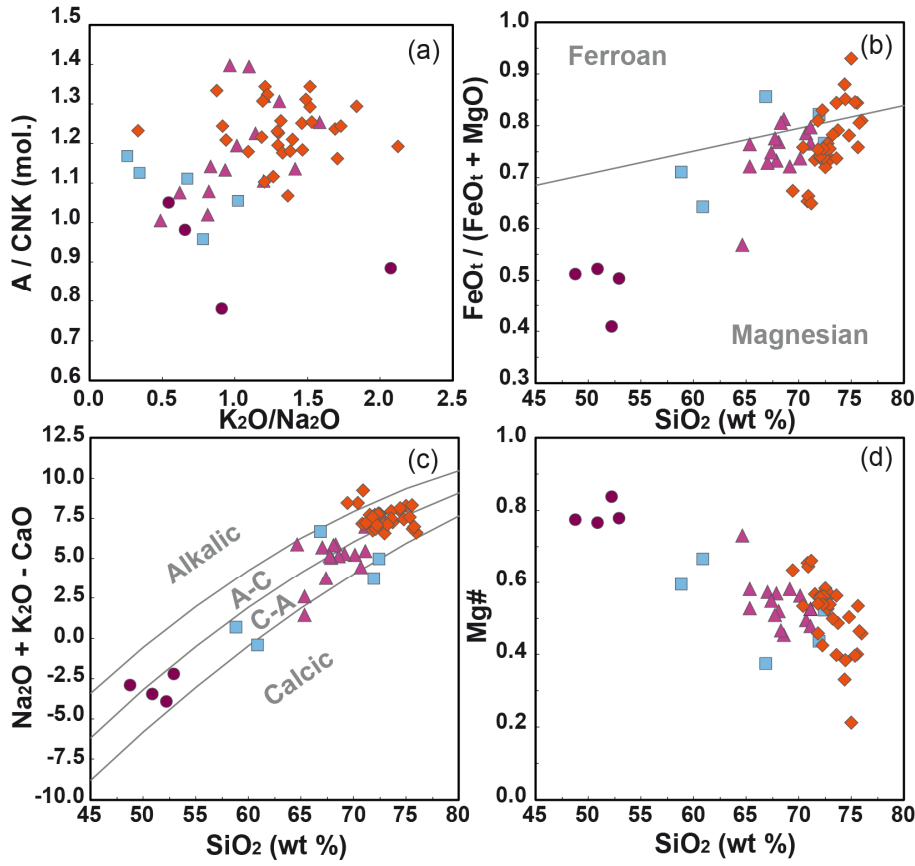 (a)
A / CNK (mol.)
1.5
1.4
1.3
1.2
1.1
1.0
0.9
0.8
0.7
0.6
0.0 0.5 1.0 1.5 2.0 2.5
K₂O/Na₂O
(b)
Ferroan
Magnesian
FeOₜ / (FeOₜ + MgO)
1.0
0.9
0.8
0.7
0.6
0.5
0.4
0.3
45 50 55 60 65 70 75 80
SiO₂ (wt %)
(c)
Alkalic
A-C
C-A
Calcic
Na₂O + K₂O - CaO
12.5
10.0
7.5
5.0
2.5
0.0
-2.5
-5.0
-7.5
-10.0
45 50 55 60 65 70 75 80
SiO₂ (wt %)
(d)
Mg#
1.0
0.8
0.6
0.4
0.2
0.0
45 50 55 60 65 70 75 80
SiO₂ (wt %)